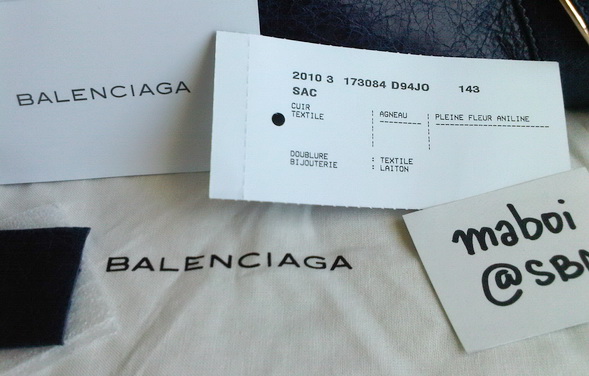 BALENCIAGA
2010 3 173084 D94JO 143
SAC
CUIR
TEXTILE : AGNEAU : PLEINE FLEUR ANILINE
DOUBLURE : TEXTILE
BIJOUTERIE : LAITON
BALENCIAGA
maboi